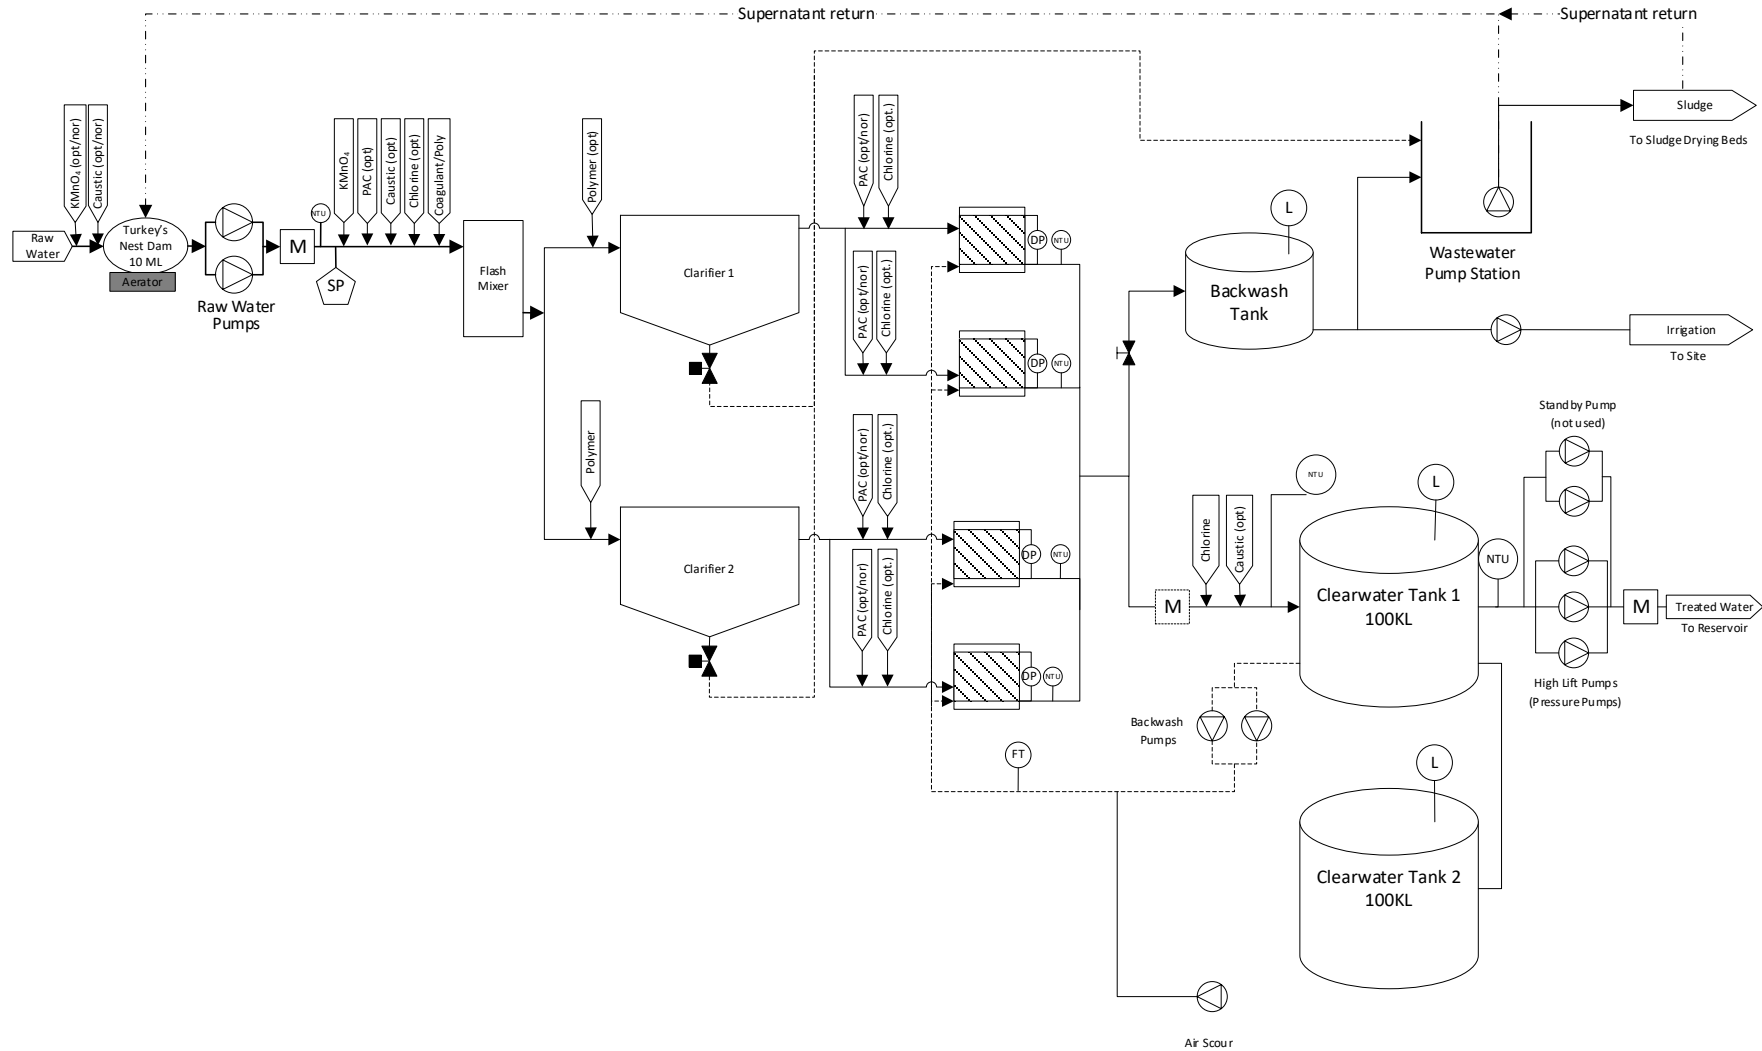 Supernatant return
Supernatant return
Sludge
To Sludge Drying Beds
KMnO₄ (opt/nor)
Caustic (opt/nor)
Raw
Water
Turkey's
Nest Dam
10 ML
Aerator
Raw Water
Pumps
M
NTU
SP
KMnO₄
PAC (opt)
Caustic (opt)
Chlorine (opt)
Coagulant/Poly
Flash
Mixer
Polymer (opt)
Clarifier 1
Polymer
Clarifier 2
PAC (opt/nor)
Chlorine (opt.)
DP
NTU
PAC (opt/nor)
Chlorine (opt.)
DP
NTU
PAC (opt/nor)
Chlorine (opt.)
DP
NTU
PAC (opt/nor)
Chlorine (opt.)
DP
NTU
L
Backwash
Tank
Wastewater
Pump Station
Irrigation
To Site
Standby Pump
(not used)
M
Chlorine
Caustic (opt)
NTU
L
Clearwater Tank 1
100KL
NTU
M
Treated Water
To Reservoir
High Lift Pumps
(Pressure Pumps)
Backwash
Pumps
FT
L
Clearwater Tank 2
100KL
Air Scour